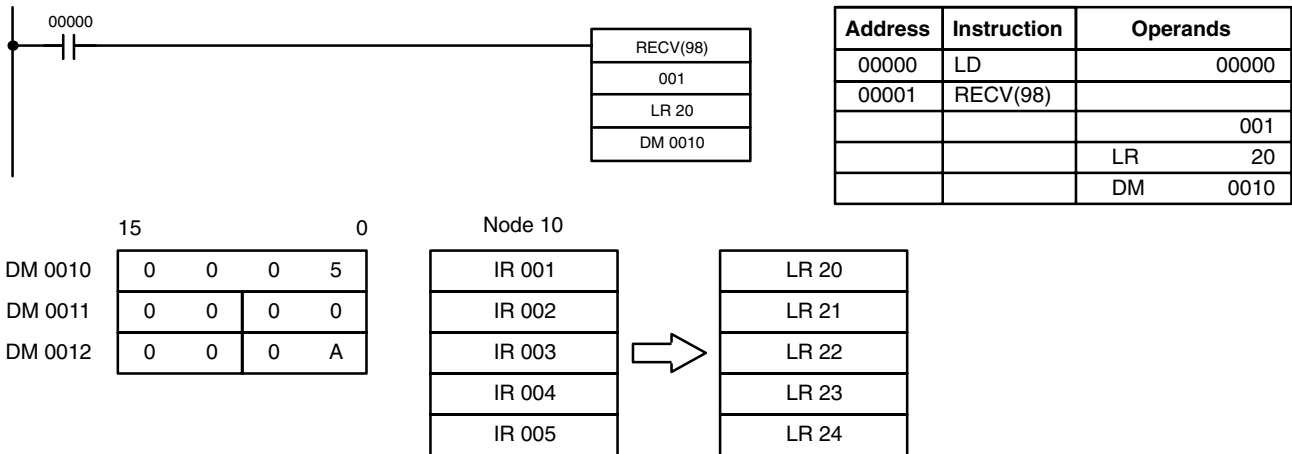 00000
RECV(98)
001
LR 20
DM 0010
Address Instruction Operands
00000 LD 00000
00001 RECV(98)
001
LR 20
DM 0010
15 0
DM 0010 0 0 0 5
DM 0011 0 0 0 0
DM 0012 0 0 0 A
Node 10
IR 001 LR 20
IR 002 LR 21
IR 003 LR 22
IR 004 LR 23
IR 005 LR 24